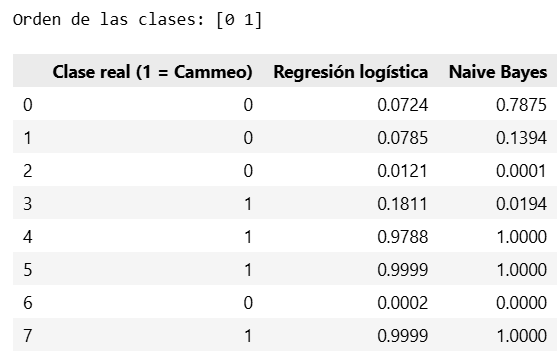 Orden de las clases: [0 1]
Clase real (1 = Cammeo) Regresión logística Naive Bayes
0 0 0.0724 0.7875
1 0 0.0785 0.1394
2 0 0.0121 0.0001
3 1 0.1811 0.0194
4 1 0.9788 1.0000
5 1 0.9999 1.0000
6 0 0.0002 0.0000
7 1 0.9999 1.0000